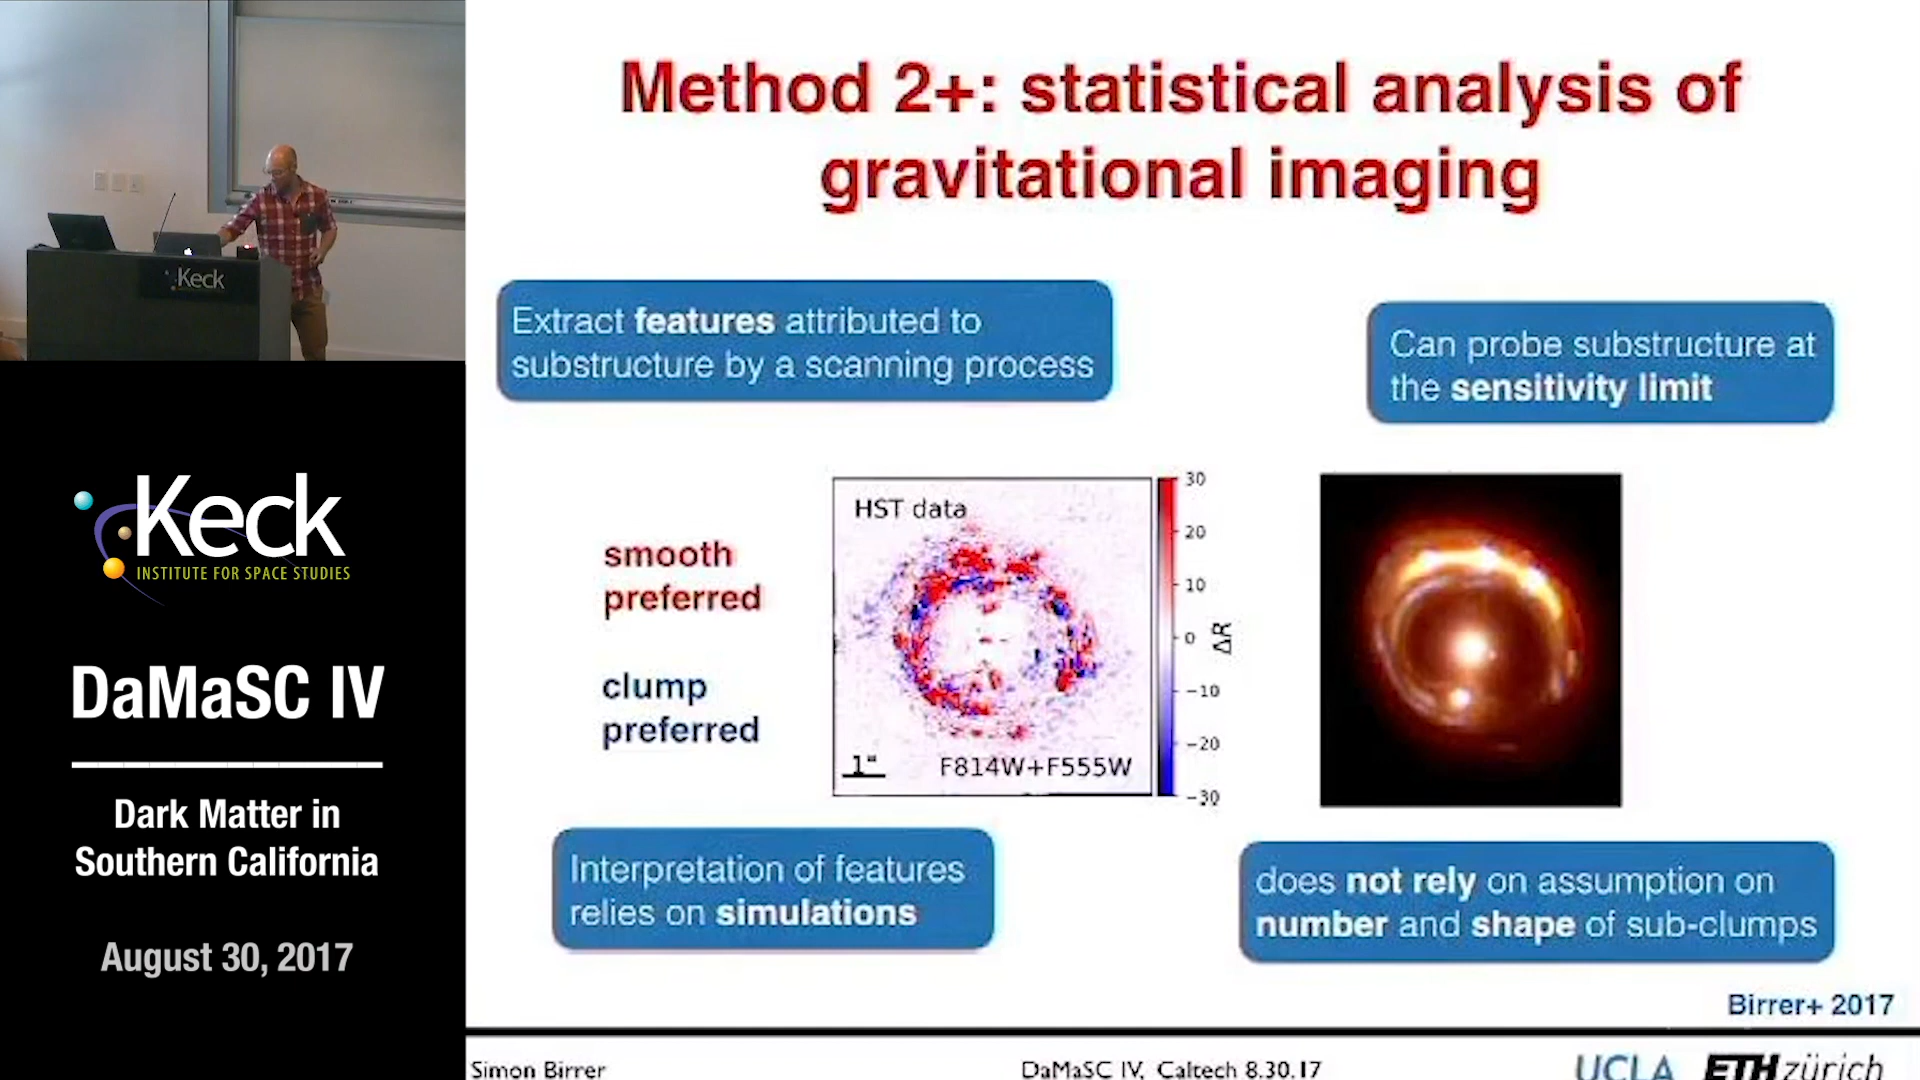 Keck
Keck
INSTITUTE FOR SPACE STUDIES
DaMaSC IV
Dark Matter in
Southern California
August 30, 2017
Method 2+: statistical analysis of
gravitational imaging
Extract features attributed to
substructure by a scanning process
Can probe substructure at
the sensitivity limit
smooth
preferred
clump
preferred
HST data
1"
F814W+F555W
30
20
10
0
−10
−20
−30
ΔR
Interpretation of features
relies on simulations
does not rely on assumption on
number and shape of sub-clumps
Birrer+ 2017
Simon Birrer
DaMaSC IV, Caltech 8.30.17
UCLA ETH zürich